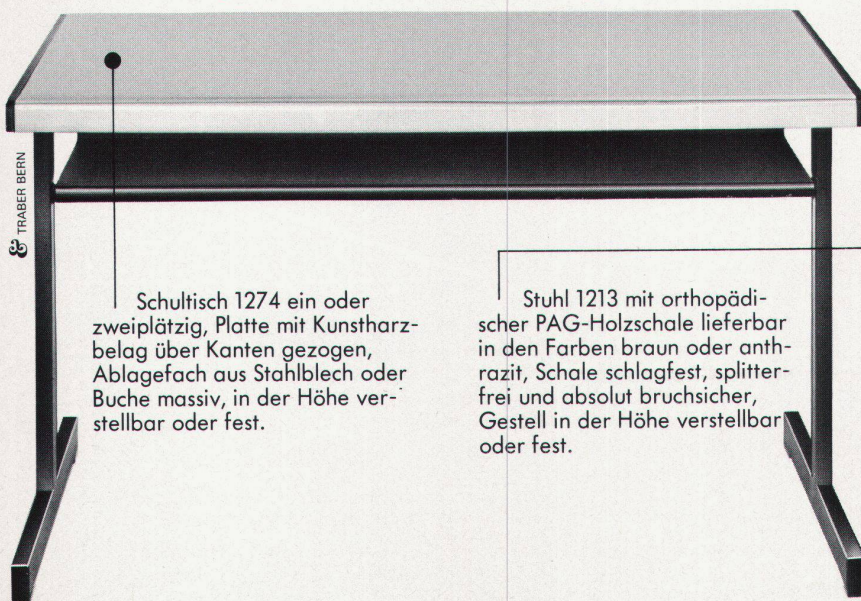 & TRABER BERN
Schultisch 1274 ein oder
zweiplätzig, Platte mit Kunstharz-
belag über Kanten gezogen,
Ablagefach aus Stahlblech oder
Buche massiv, in der Höhe ver-
stellbar oder fest.
Stuhl 1213 mit orthopädi-
scher PAG-Holzschale lieferbar
in den Farben braun oder anth-
razit, Schale schlagfest, splitter-
frei und absolut bruchsicher,
Gestell in der Höhe verstellbar
oder fest.